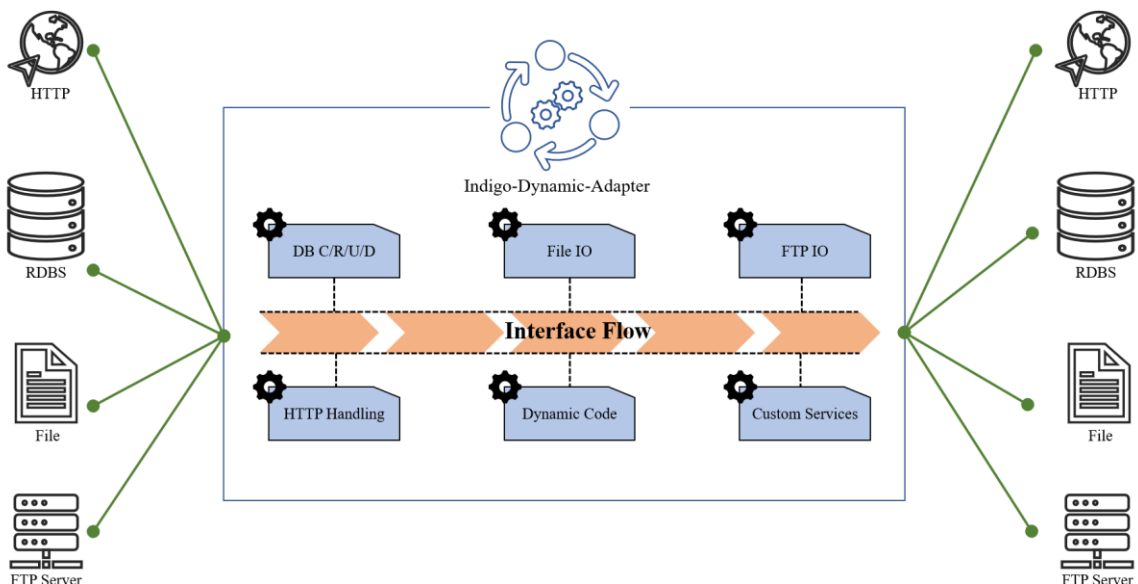 HTTP
RDBS
File
FTP Server
Indigo-Dynamic-Adapter
DB C/R/U/D
File IO
FTP IO
Interface Flow
HTTP Handling
Dynamic Code
Custom Services
HTTP
RDBS
File
FTP Server